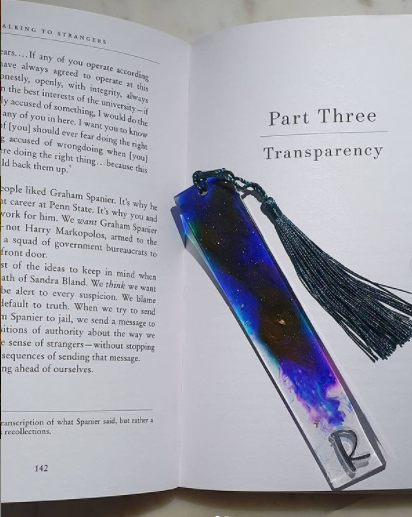 ALKING TO STRANGERS
ears....If any of you operate according
ave always agreed to operate at this
onestly, openly, with integrity, always
n the best interests of the university—if
ly accused of something, I would do the
any of you in here. I want you to know
of [you] should ever fear doing the right
g accused of wrongdoing when [you]
re doing the right thing...because this
ld back them up."
eople liked Graham Spanier. It's why he
at career at Penn State. It's why you and
work for him. We want Graham Spanier
—not Harry Markopolos, armed to the
a squad of government bureaucrats to
front door.
st of the ideas to keep in mind when
ath of Sandra Bland. We think we want
be alert to every suspicion. We blame
default to truth. When we try to send
m Spanier to jail, we send a message to
itions of authority about the way we
e sense of strangers—without stopping
sequences of sending that message.
ng ahead of ourselves.
ranscription of what Spanier said, but rather a
recollections.
142
Part Three
Transparency
R